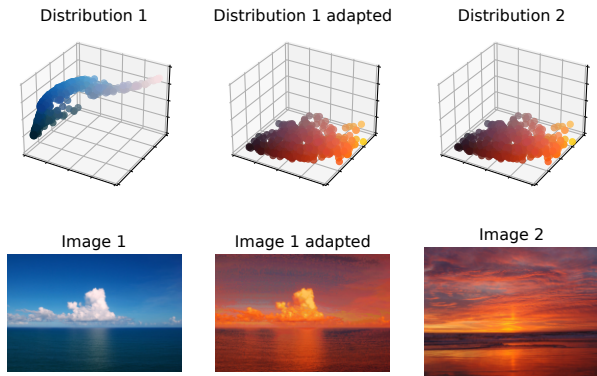 Distribution 1
Distribution 1 adapted
Distribution 2
Image 1
Image 1 adapted
Image 2